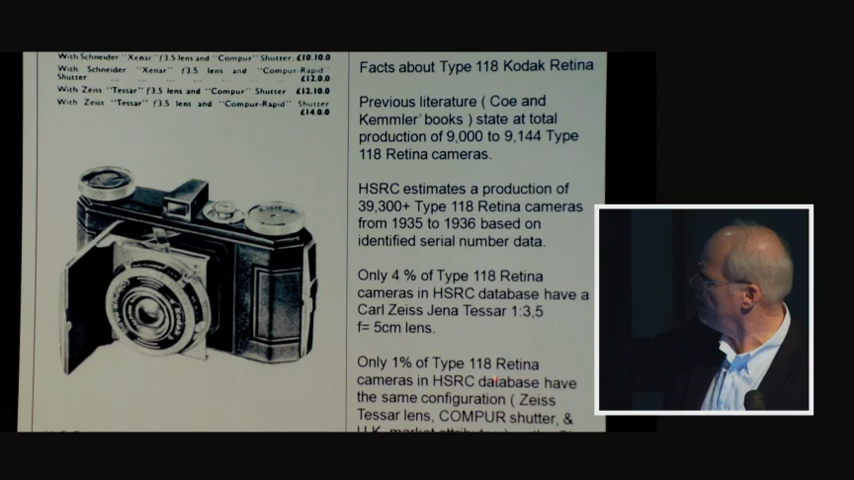 With Schneider "Xenar" f3.5 lens and "Compur" Shutter, £10.10.0
With Schneider "Xenar" f3.5 lens and "Compur-Rapid"
Shutter £12.0.0
With Zeiss "Tessar" f3.5 lens and "Compur" Shutter £12.10.0
With Zeiss "Tessar" f3.5 lens and "Compur-Rapid" Shutter
£14.0.0
Facts about Type 118 Kodak Retina
Previous literature ( Coe and
Kemmler' books ) state at total
production of 9,000 to 9,144 Type
118 Retina cameras.
HSRC estimates a production of
39,300+ Type 118 Retina cameras
from 1935 to 1936 based on
identified serial number data.
Only 4 % of Type 118 Retina
cameras in HSRC database have a
Carl Zeiss Jena Tessar 1:3,5
f= 5cm lens.
Only 1% of Type 118 Retina
cameras in HSRC database have
the same configuration ( Zeiss
Tessar lens, COMPUR shutter, &
U.K. market